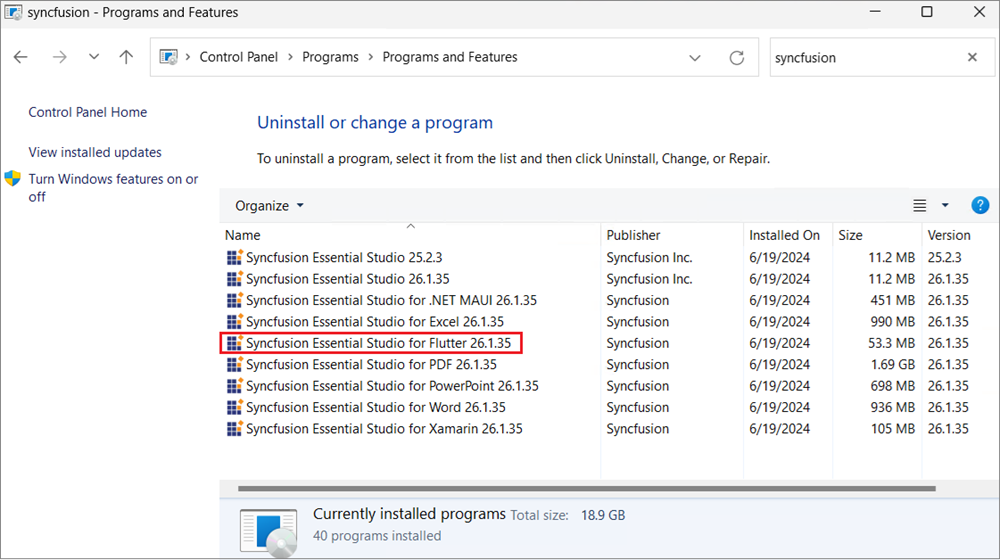 syncfusion - Programs and Features
Control Panel > Programs > Programs and Features
syncfusion
Control Panel Home
View installed updates
Turn Windows features on or
off
Uninstall or change a program
To uninstall a program, select it from the list and then click Uninstall, Change, or Repair.
Organize
?
Name Publisher Installed On Size Version
Syncfusion Essential Studio 25.2.3 Syncfusion Inc. 6/19/2024 11.2 MB 25.2.3
Syncfusion Essential Studio 26.1.35 Syncfusion Inc. 6/19/2024 11.2 MB 26.1.35
Syncfusion Essential Studio for .NET MAUI 26.1.35 Syncfusion 6/19/2024 451 MB 26.1.35
Syncfusion Essential Studio for Excel 26.1.35 Syncfusion 6/19/2024 990 MB 26.1.35
Syncfusion Essential Studio for Flutter 26.1.35 Syncfusion 6/19/2024 53.3 MB 26.1.35
Syncfusion Essential Studio for PDF 26.1.35 Syncfusion 6/19/2024 1.69 GB 26.1.35
Syncfusion Essential Studio for PowerPoint 26.1.35 Syncfusion 6/19/2024 698 MB 26.1.35
Syncfusion Essential Studio for Word 26.1.35 Syncfusion 6/19/2024 936 MB 26.1.35
Syncfusion Essential Studio for Xamarin 26.1.35 Syncfusion 6/19/2024 105 MB 26.1.35
Currently installed programs Total size: 18.9 GB
40 programs installed